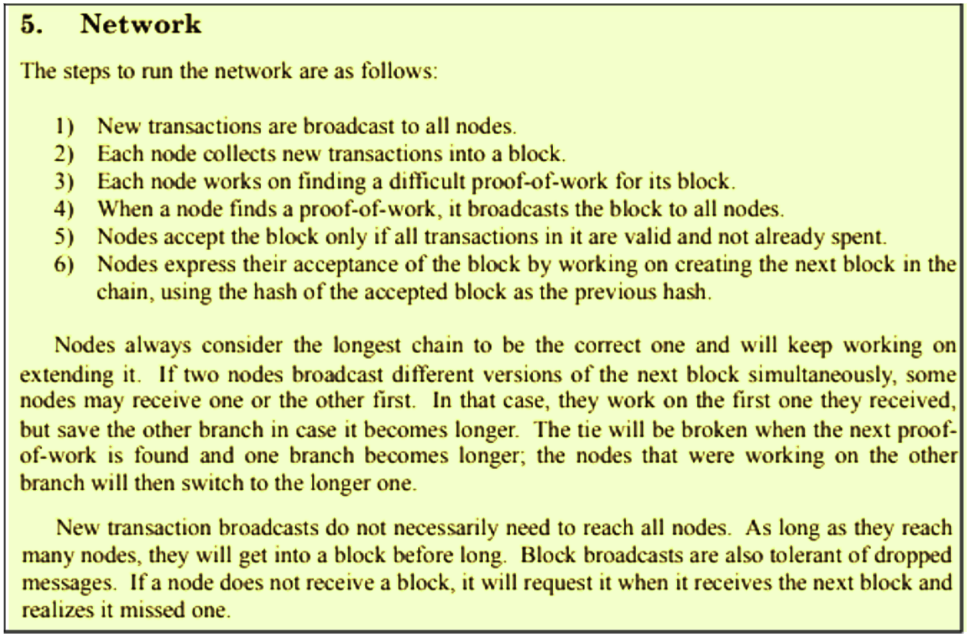 5. Network
The steps to run the network are as follows:
1) New transactions are broadcast to all nodes.
2) Each node collects new transactions into a block.
3) Each node works on finding a difficult proof-of-work for its block.
4) When a node finds a proof-of-work, it broadcasts the block to all nodes.
5) Nodes accept the block only if all transactions in it are valid and not already spent.
6) Nodes express their acceptance of the block by working on creating the next block in the
chain, using the hash of the accepted block as the previous hash.
Nodes always consider the longest chain to be the correct one and will keep working on
extending it. If two nodes broadcast different versions of the next block simultaneously, some
nodes may receive one or the other first. In that case, they work on the first one they received,
but save the other branch in case it becomes longer. The tie will be broken when the next proof-
of-work is found and one branch becomes longer; the nodes that were working on the other
branch will then switch to the longer one.
New transaction broadcasts do not necessarily need to reach all nodes. As long as they reach
many nodes, they will get into a block before long. Block broadcasts are also tolerant of dropped
messages. If a node does not receive a block, it will request it when it receives the next block and
realizes it missed one.